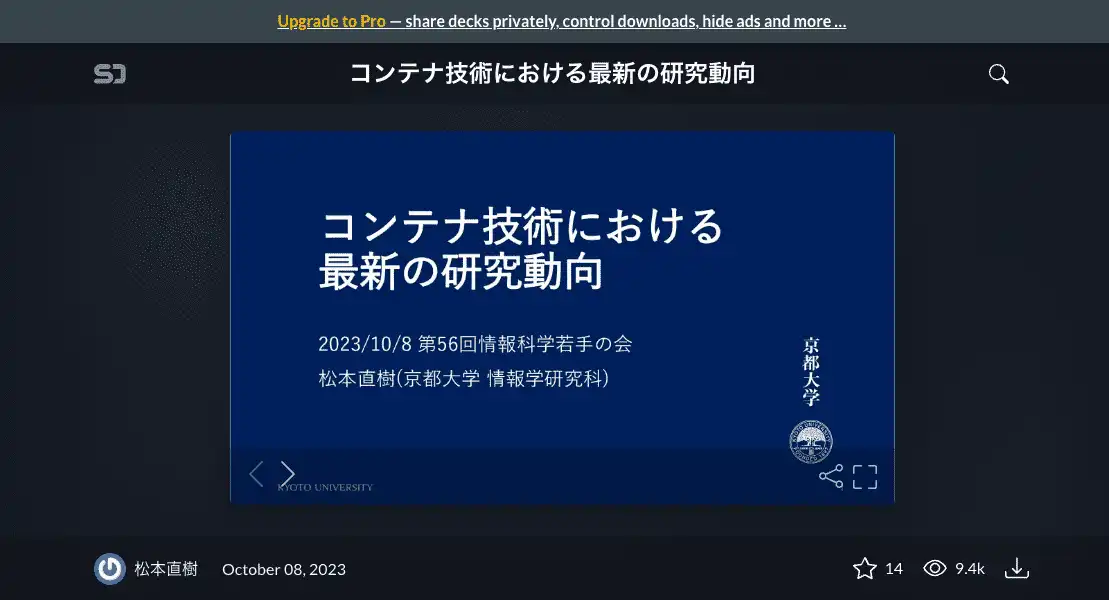 Upgrade to Pro — share decks privately, control downloads, hide ads and more …
コンテナ技術における最新の研究動向
コンテナ技術における
最新の研究動向
2023/10/8 第56回情報科学若手の会
松本直樹(京都大学 情報学研究科)
京都大学
KYOTO UNIVERSITY
松本直樹
October 08, 2023
14
9.4k